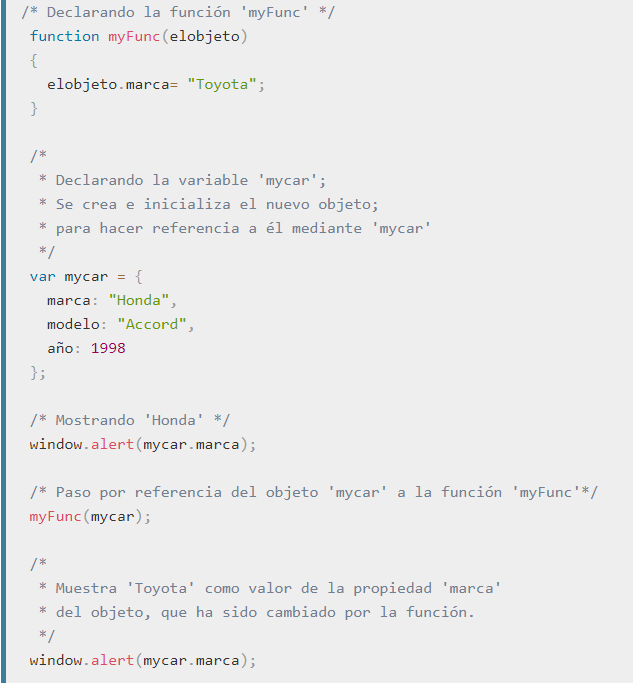 /* Declarando la función 'myFunc' */
function myFunc(elobjeto)
{
elobjeto.marca= "Toyota";
}
/*
* Declarando la variable 'mycar';
* Se crea e inicializa el nuevo objeto;
* para hacer referencia a él mediante 'mycar'
*/
var mycar = {
marca: "Honda",
modelo: "Accord",
año: 1998
};
/* Mostrando 'Honda' */
window.alert(mycar.marca);
/* Paso por referencia del objeto 'mycar' a la función 'myFunc'*/
myFunc(mycar);
/*
* Muestra 'Toyota' como valor de la propiedad 'marca'
* del objeto, que ha sido cambiado por la función.
*/
window.alert(mycar.marca);